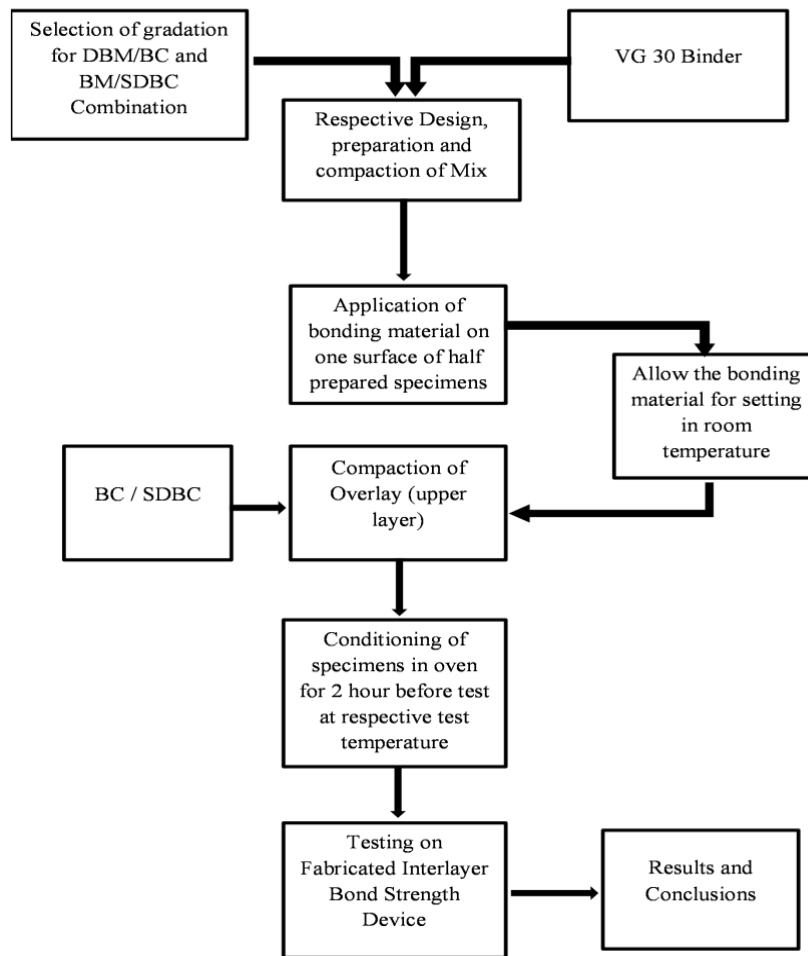 Selection of gradation
for DBM/BC and
BM/SDBC
Combination
VG 30 Binder
Respective Design,
preparation and
compaction of Mix
Application of
bonding material on
one surface of half
prepared specimens
Allow the bonding
material for setting
in room
temperature
BC / SDBC
Compaction of
Overlay (upper
layer)
Conditioning of
specimens in oven
for 2 hour before test
at respective test
temperature
Testing on
Fabricated Interlayer
Bond Strength
Device
Results and
Conclusions